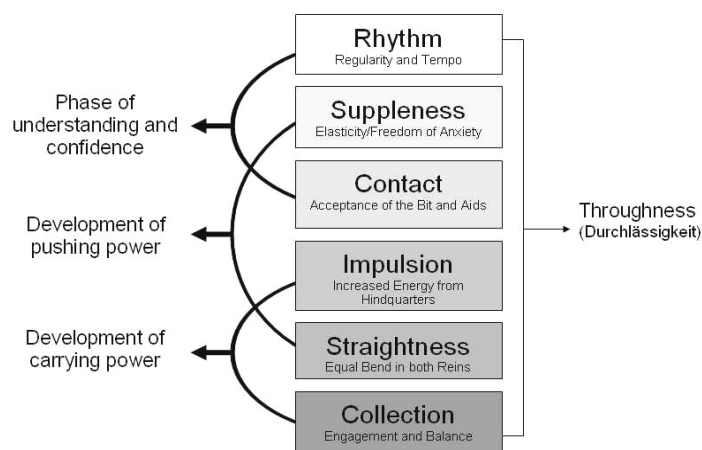 Rhythm
Regularity and Tempo
Suppleness
Elasticity/Freedom of Anxiety
Contact
Acceptance of the Bit and Aids
Impulsion
Increased Energy from
Hindquarters
Straightness
Equal Bend in both Reins
Collection
Engagement and Balance
Phase of
understanding and
confidence
Development of
pushing power
Development of
carrying power
Throughness
(Durchlässigkeit)